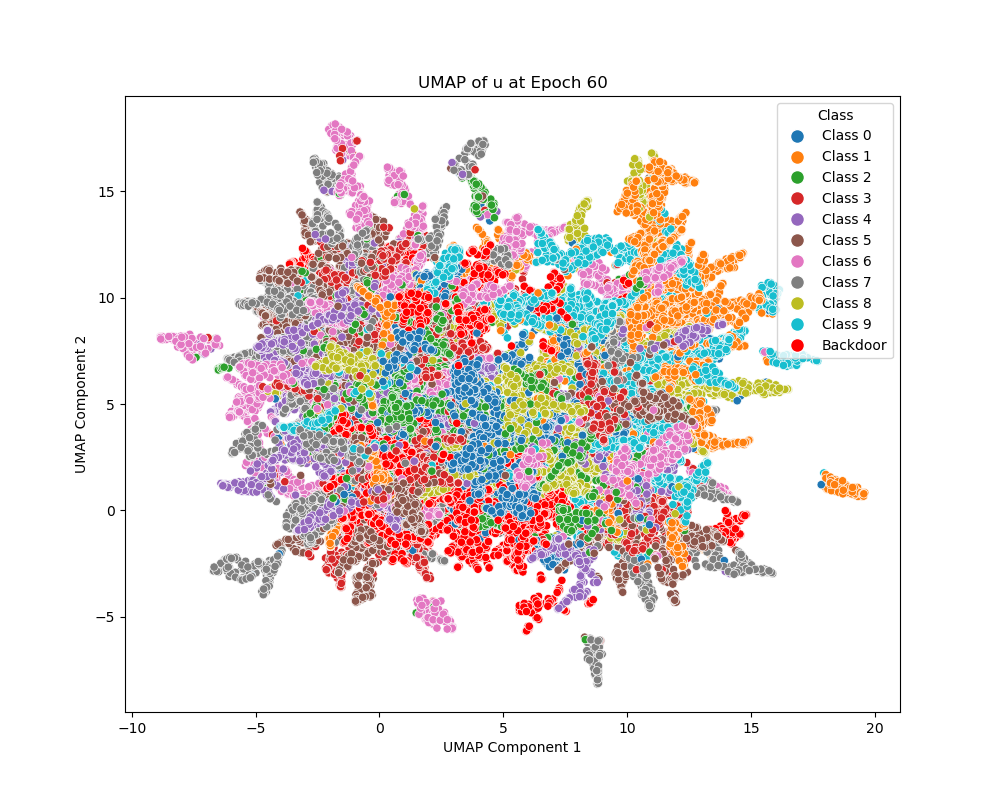 UMAP of u at Epoch 60
Class
Class 0
Class 1
Class 2
Class 3
Class 4
Class 5
Class 6
Class 7
Class 8
Class 9
Backdoor
UMAP Component 2
15
10
5
0
−5
−10
−5
0
5
10
15
20
UMAP Component 1